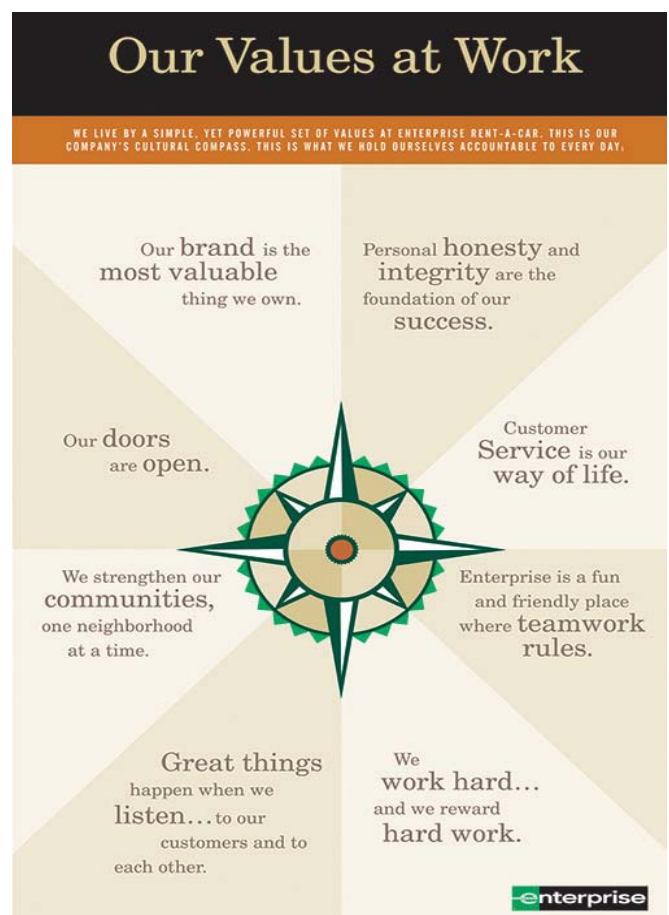 Our Values at Work
WE LIVE BY A SIMPLE, YET POWERFUL SET OF VALUES AT ENTERPRISE RENT-A-CAR. THIS IS OUR
COMPANY'S CULTURAL COMPASS. THIS IS WHAT WE HOLD OURSELVES ACCOUNTABLE TO EVERY DAY:
Our brand is the
most valuable
thing we own.
Personal honesty and
integrity are the
foundation of our
success.
Our doors
are open.
Customer
Service is our
way of life.
We strengthen our
communities,
one neighborhood
at a time.
Enterprise is a fun
and friendly place
where teamwork
rules.
Great things
happen when we
listen...to our
customers and to
each other.
We
work hard...
and we reward
hard work.
enterprise